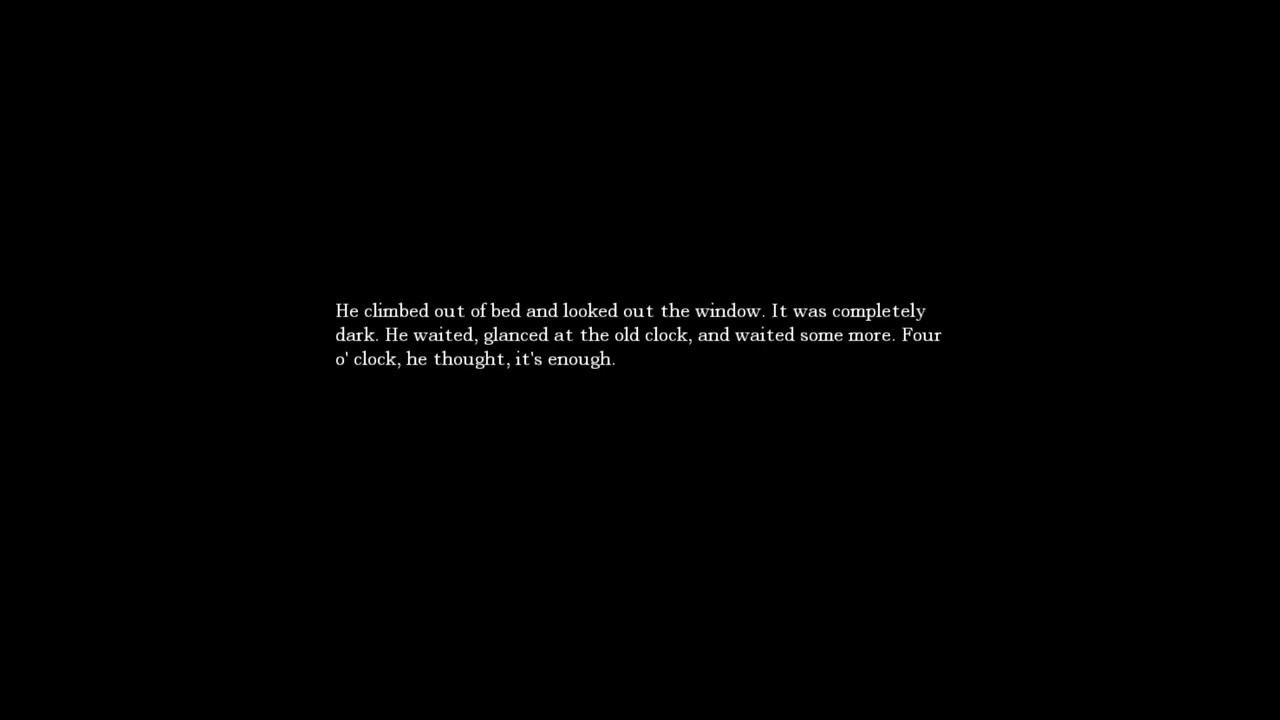 He climbed out of bed and looked out the window. It was completely
dark. He waited, glanced at the old clock, and waited some more. Four
o' clock, he thought, it's enough.